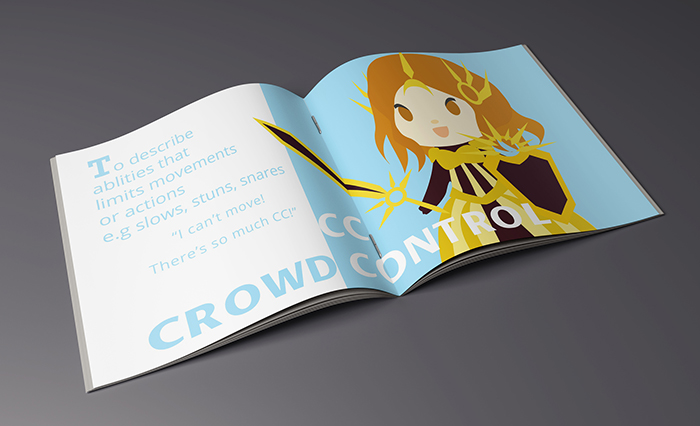 To describe
ablities that
limits movements
or actions
e.g slows, stuns, snares
"I can't move!
There's so much CC!"
CC
CROWD CONTROL